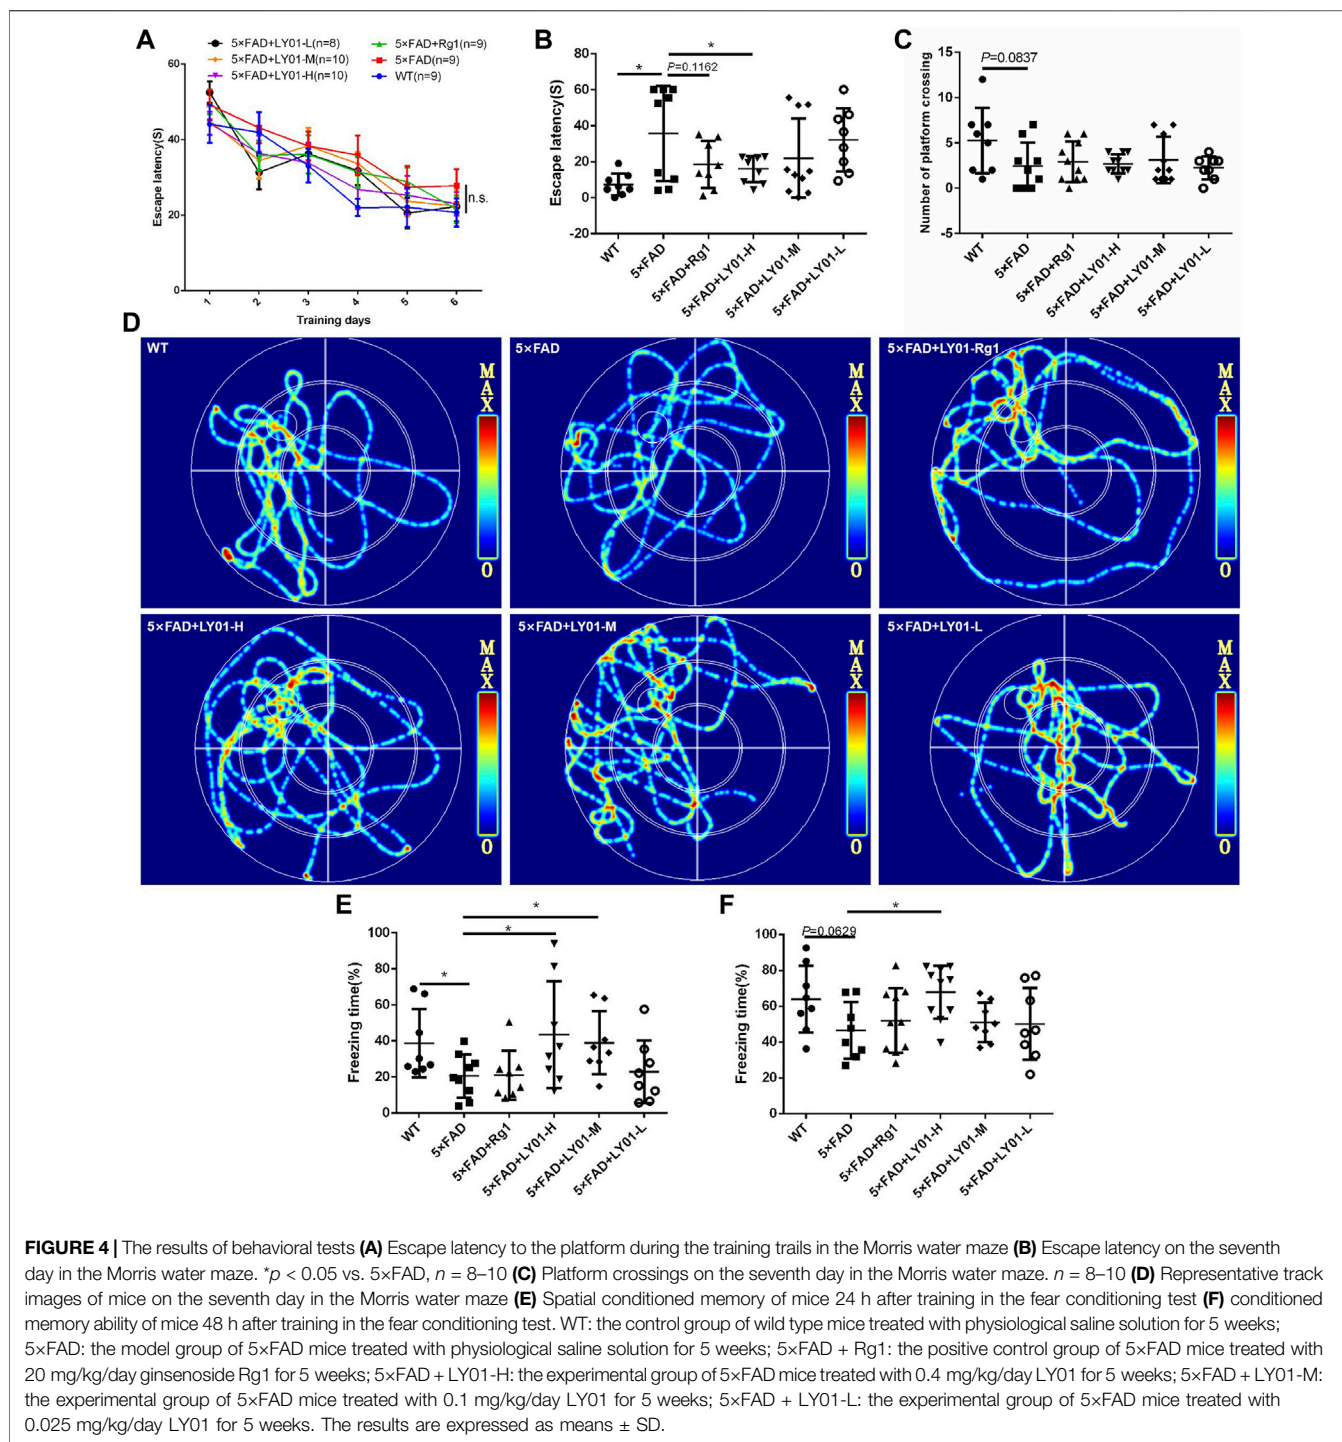 A
5×FAD+LY01-L(n=8)
5×FAD+LY01-M(n=10)
5×FAD+LY01-H(n=10)
5×FAD+Rg1(n=9)
5×FAD(n=9)
WT(n=9)
Escape latency(S)
60
40
20
0
n.s.
1 2 3 4 5 6
Training days
B
Escape latency(S)
80
60
40
20
0
-20
*
P=0.1162
*
WT
5×FAD
5×FAD+Rg1
5×FAD+LY01-H
5×FAD+LY01-M
5×FAD+LY01-L
C
Number of platform crossing
15
10
5
0
-5
P=0.0837
WT
5×FAD
5×FAD+Rg1
5×FAD+LY01-H
5×FAD+LY01-M
5×FAD+LY01-L
D
WT
MAX
0
5×FAD
MAX
0
5×FAD+LY01-Rg1
MAX
0
5×FAD+LY01-H
MAX
0
5×FAD+LY01-M
MAX
0
5×FAD+LY01-L
MAX
0
E
Freezing time(%)
100
80
60
40
20
0
*
*
*
WT
5×FAD
5×FAD+Rg1
5×FAD+LY01-H
5×FAD+LY01-M
5×FAD+LY01-L
F
Freezing time(%)
100
80
60
40
20
0
P=0.0629
*
WT
5×FAD
5×FAD+Rg1
5×FAD+LY01-H
5×FAD+LY01-M
5×FAD+LY01-L
FIGURE 4 | The results of behavioral tests (A) Escape latency to the platform during the training trails in the Morris water maze (B) Escape latency on the seventh
day in the Morris water maze. *p < 0.05 vs. 5×FAD, n = 8–10 (C) Platform crossings on the seventh day in the Morris water maze. n = 8–10 (D) Representative track
images of mice on the seventh day in the Morris water maze (E) Spatial conditioned memory of mice 24 h after training in the fear conditioning test (F) conditioned
memory ability of mice 48 h after training in the fear conditioning test. WT: the control group of wild type mice treated with physiological saline solution for 5 weeks;
5×FAD: the model group of 5×FAD mice treated with physiological saline solution for 5 weeks; 5×FAD + Rg1: the positive control group of 5×FAD mice treated with
20 mg/kg/day ginsenoside Rg1 for 5 weeks; 5×FAD + LY01-H: the experimental group of 5×FAD mice treated with 0.4 mg/kg/day LY01 for 5 weeks; 5×FAD + LY01-M:
the experimental group of 5×FAD mice treated with 0.1 mg/kg/day LY01 for 5 weeks; 5×FAD + LY01-L: the experimental group of 5×FAD mice treated with
0.025 mg/kg/day LY01 for 5 weeks. The results are expressed as means ± SD.